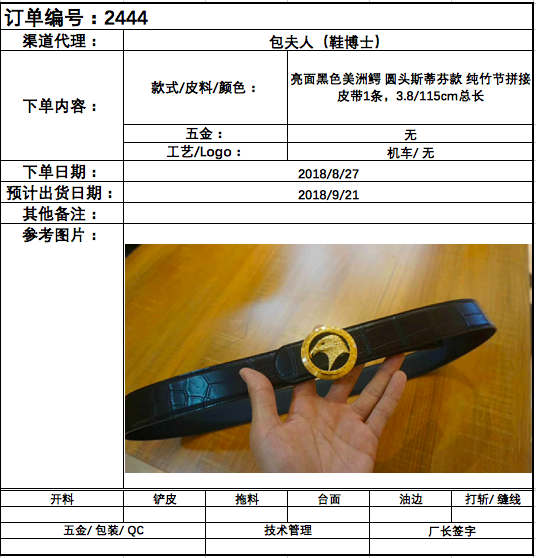 订单编号：2444
渠道代理： 包夫人（鞋博士）
下单内容：
款式/皮料/颜色：
亮面黑色美洲鳄 圆头斯蒂芬款 纯竹节拼接
皮带1条，3.8/115cm总长
五金： 无
工艺/Logo： 机车/ 无
下单日期： 2018/8/27
预计出货日期： 2018/9/21
其他备注：
参考图片：
开料 铲皮 拖料 台面 油边 打斩/ 缝线
五金/ 包装/ QC 技术管理 厂长签字